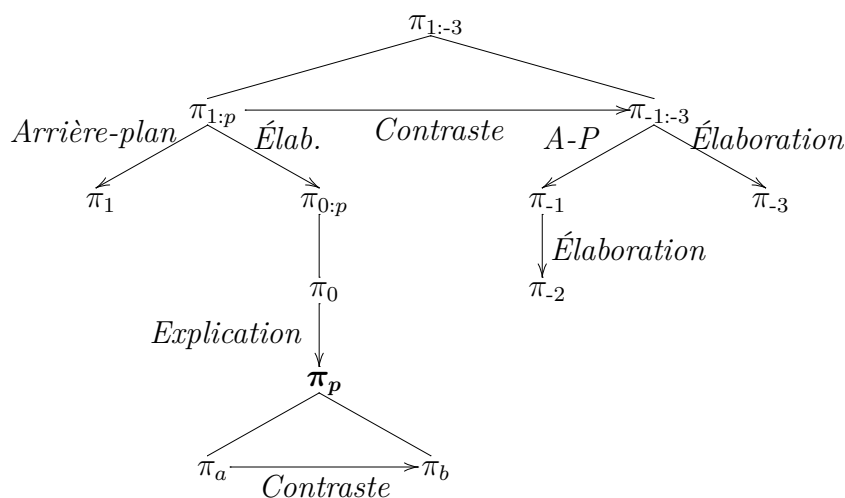 π1:-3
π1:p Contraste π-1:-3
Arrière-plan Élab. A-P Élaboration
π1 π0:p π-1 π-3
Élaboration
π0 π-2
Explication
πp
πa πb
Contraste